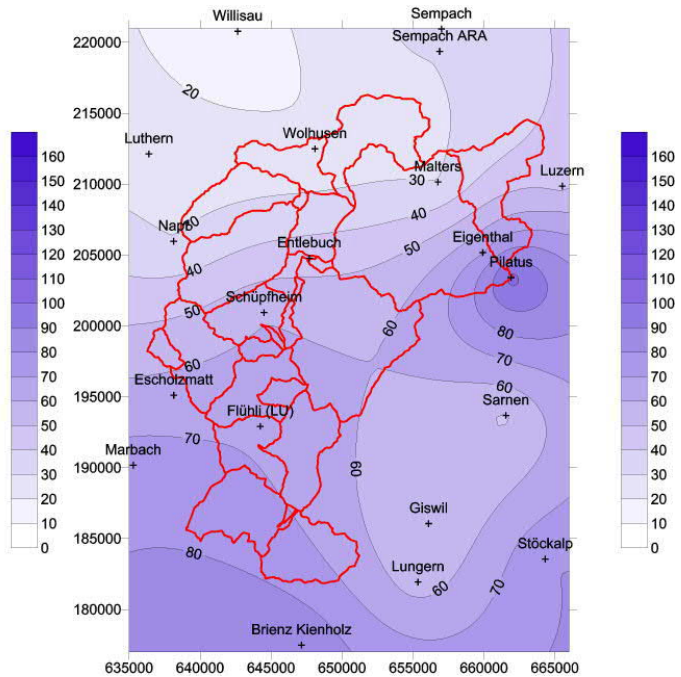 Willisau
Sempach
220000
Sempach ARA
20
215000
Wolhusen
Luthern
160
160
150
150
Malters
Luzern
140
140
210000
30
130
130
40
40
120
120
Napf
50
110
110
Entlebuch
Eigenthal
205000
Pilatus
100
100
40
90
90
Schüpfheim
80
80
50
200000
60
80
70
70
70
60
60
60
50
60
50
Escholzmatt
195000
Sarnen
40
40
Flühli (LU)
30
30
70
Marbach
20
20
190000
60
10
10
Giswil
0
0
185000
Stöckalp
80
Lungern
60
70
180000
Brienz Kienholz
635000 640000 645000 650000 655000 660000 665000